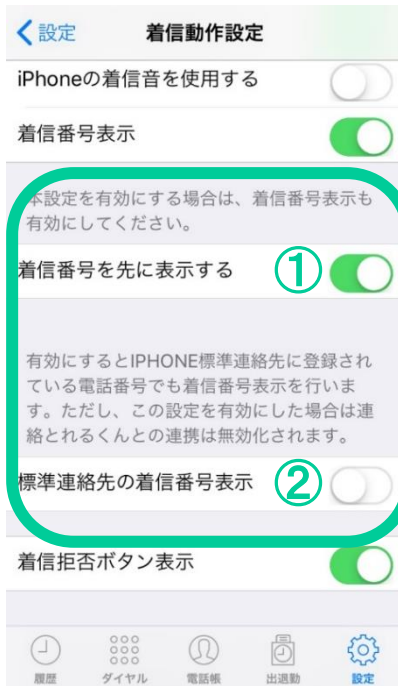 設定 着信動作設定
iPhoneの着信音を使用する
着信番号表示
本設定を有効にする場合は、着信番号表示も
有効にしてください。
着信番号を先に表示する ①
有効にするとIPHONE標準連絡先に登録され
ている電話番号でも着信番号表示を行いま
す。ただし、この設定を有効にした場合は連
絡とれるくんとの連携は無効化されます。
標準連絡先の着信番号表示 ②
着信拒否ボタン表示
履歴 ダイヤル 電話帳 出退勤 設定